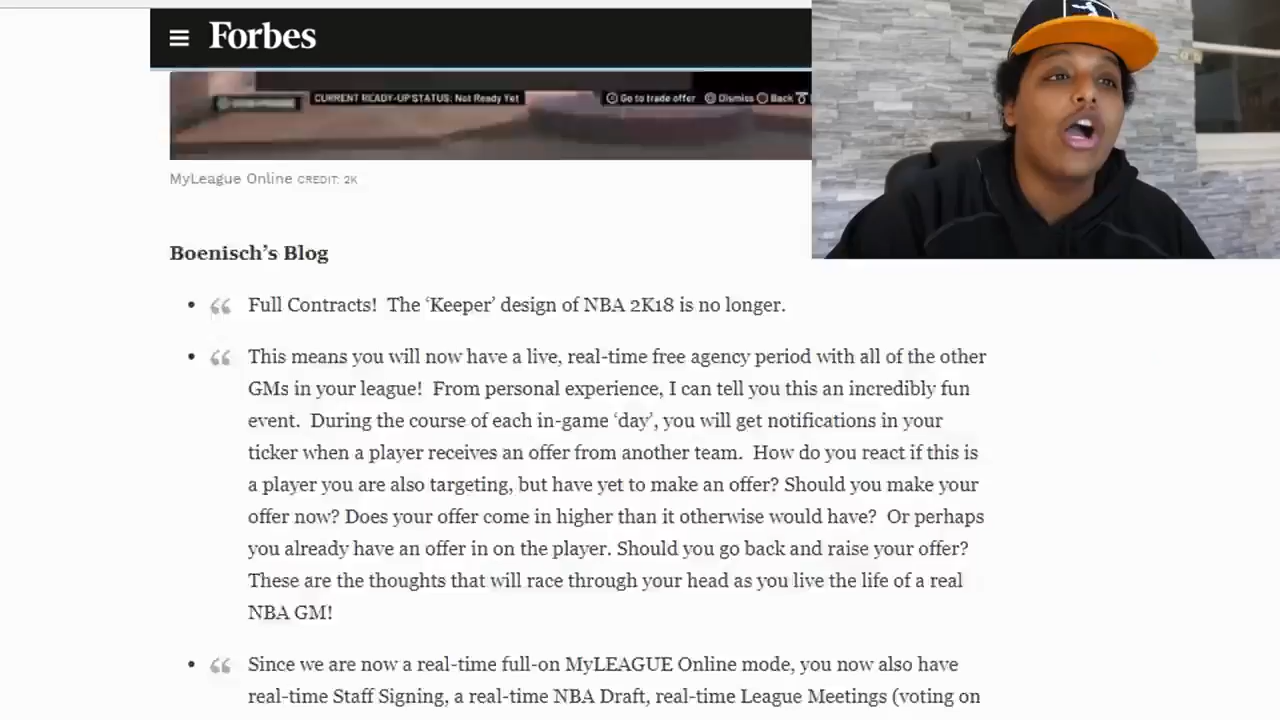 Forbes
CURRENT READY-UP STATUS: Not Ready Yet
Go to trade offer Dismiss Back
MyLeague Online CREDIT: 2K
Boenisch's Blog
• “ Full Contracts!  The ‘Keeper’ design of NBA 2K18 is no longer.
• “ This means you will now have a live, real-time free agency period with all of the other
GMs in your league!  From personal experience, I can tell you this an incredibly fun
event.  During the course of each in-game ‘day’, you will get notifications in your
ticker when a player receives an offer from another team.  How do you react if this is
a player you are also targeting, but have yet to make an offer? Should you make your
offer now? Does your offer come in higher than it otherwise would have?  Or perhaps
you already have an offer in on the player. Should you go back and raise your offer?
These are the thoughts that will race through your head as you live the life of a real
NBA GM!
• “ Since we are now a real-time full-on MyLEAGUE Online mode, you now also have
real-time Staff Signing, a real-time NBA Draft, real-time League Meetings (voting on